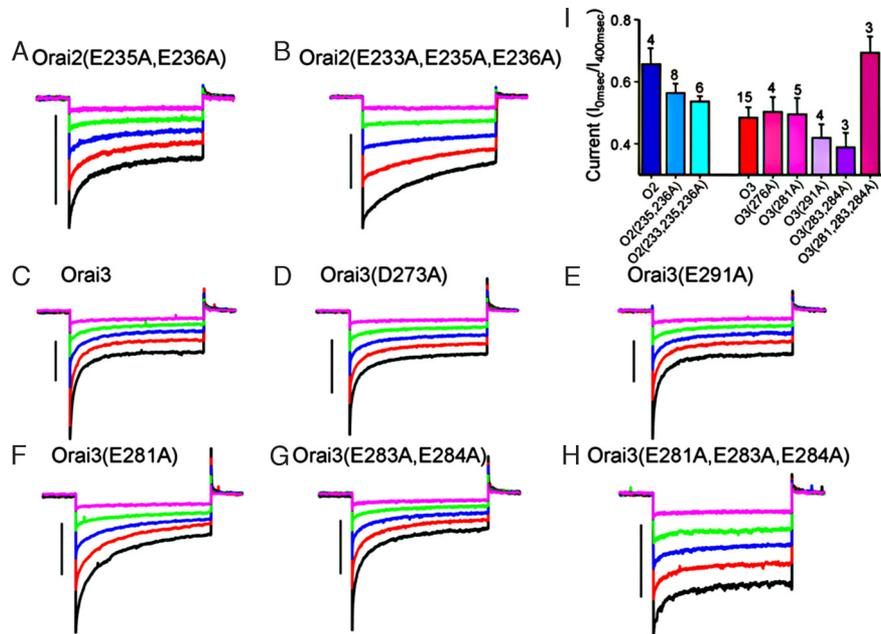 A Orai2(E235A,E236A)
B Orai2(E233A,E235A,E236A)
I
Current (I0msec/I400msec)
0.8
0.6
0.4
4
8
6
15
4
5
4
3
3
O2
O2(235,236A)
O2(233,235,236A)
O3
O3(276A)
O3(281A)
O3(291A)
O3(283,284A)
O3(281,283,284A)
C Orai3
D Orai3(D273A)
E Orai3(E291A)
F Orai3(E281A)
G Orai3(E283A,E284A)
H Orai3(E281A,E283A,E284A)